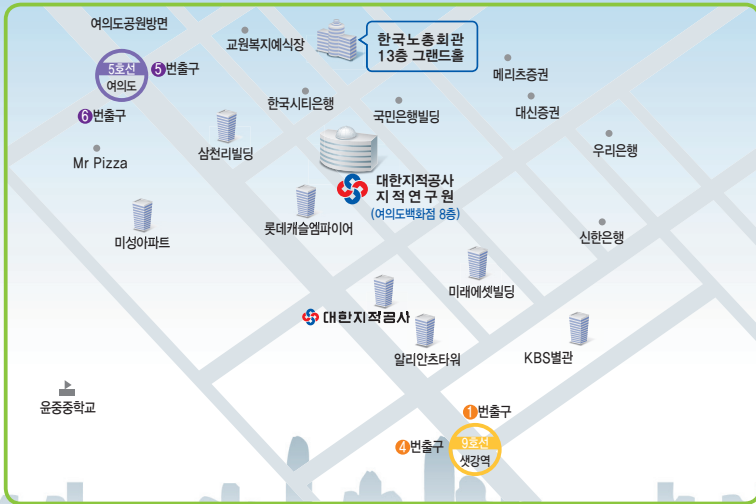 여의도공원방면
교원복지예식장
한국노총회관
13층 그랜드홀
5호선
여의도
5번출구
6번출구
메리츠증권
한국시티은행
국민은행빌딩
대신증권
Mr Pizza
삼천리빌딩
우리은행
대한지적공사
지적연구원
(여의도백화점 8층)
미성아파트
롯데캐슬엠파이어
신한은행
미래에셋빌딩
대한지적공사
알리안츠타워
KBS별관
윤중중학교
1번출구
4번출구
9호선
샛강역